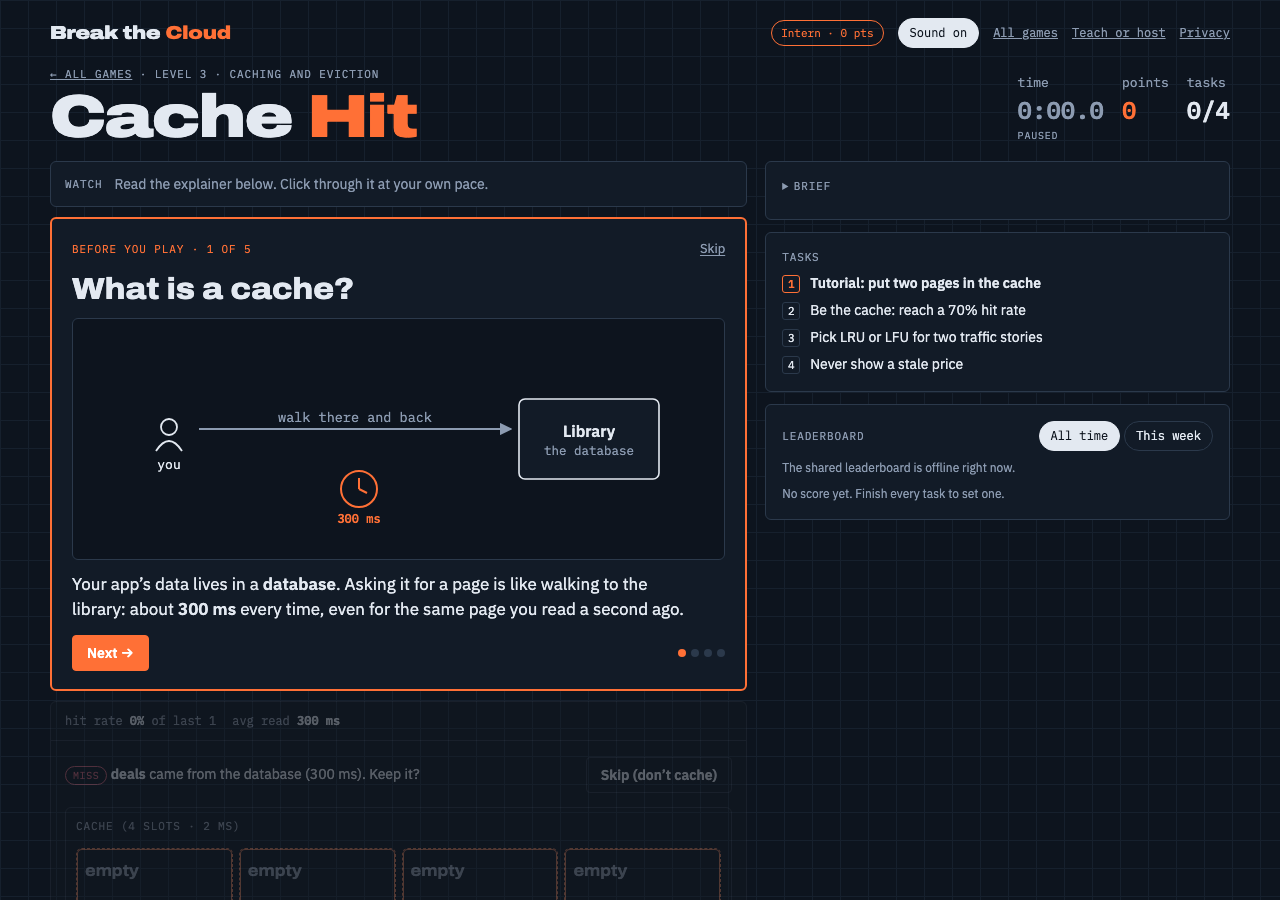 Break the Cloud
Intern · 0 pts
Sound on
All games
Teach or host
Privacy
← ALL GAMES · LEVEL 3 · CACHING AND EVICTION
Cache Hit
time
0:00.0
PAUSED
points
0
tasks
0/4
WATCH Read the explainer below. Click through it at your own pace.
BEFORE YOU PLAY · 1 OF 5
Skip
What is a cache?
you
walk there and back
300 ms
Library
the database
Your app’s data lives in a database. Asking it for a page is like walking to the
library: about 300 ms every time, even for the same page you read a second ago.
Next →
hit rate 0% of last 1 avg read 300 ms
MISS deals came from the database (300 ms). Keep it?
Skip (don’t cache)
CACHE (4 SLOTS · 2 MS)
empty
empty
empty
empty
▶ BRIEF
TASKS
1 Tutorial: put two pages in the cache
2 Be the cache: reach a 70% hit rate
3 Pick LRU or LFU for two traffic stories
4 Never show a stale price
LEADERBOARD
All time
This week
The shared leaderboard is offline right now.
No score yet. Finish every task to set one.